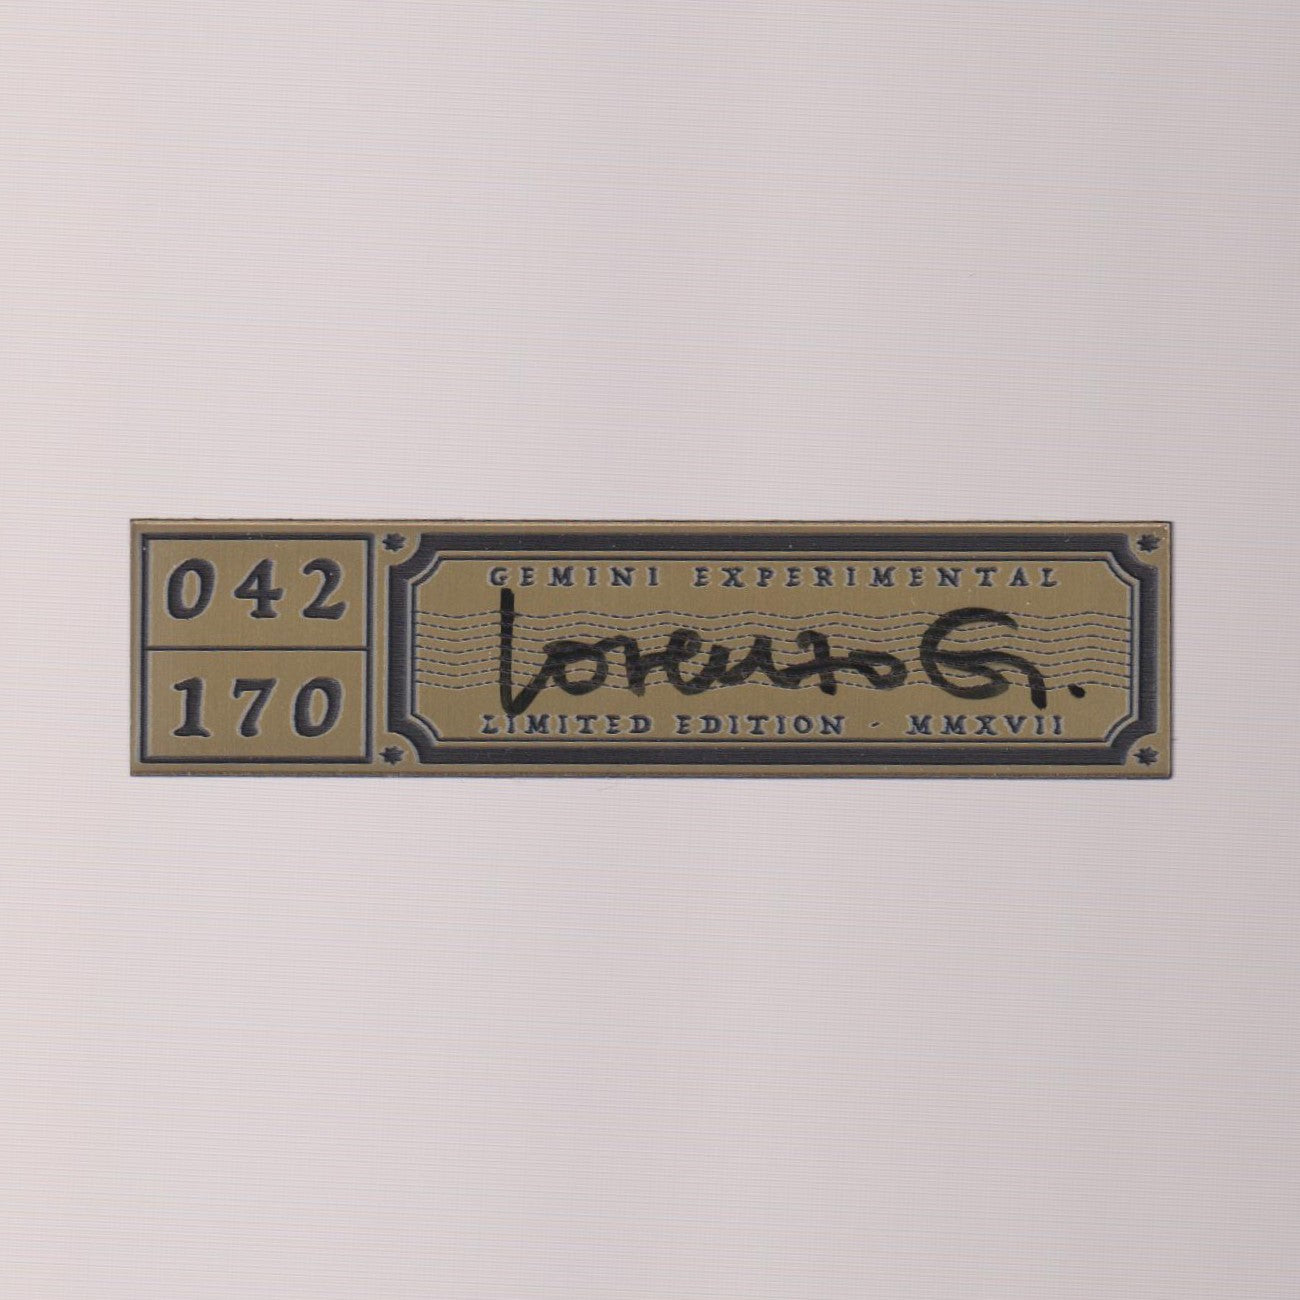 042
170
GEMINI EXPERIMENTAL
Lorenzo G.
LIMITED EDITION - MMXVII